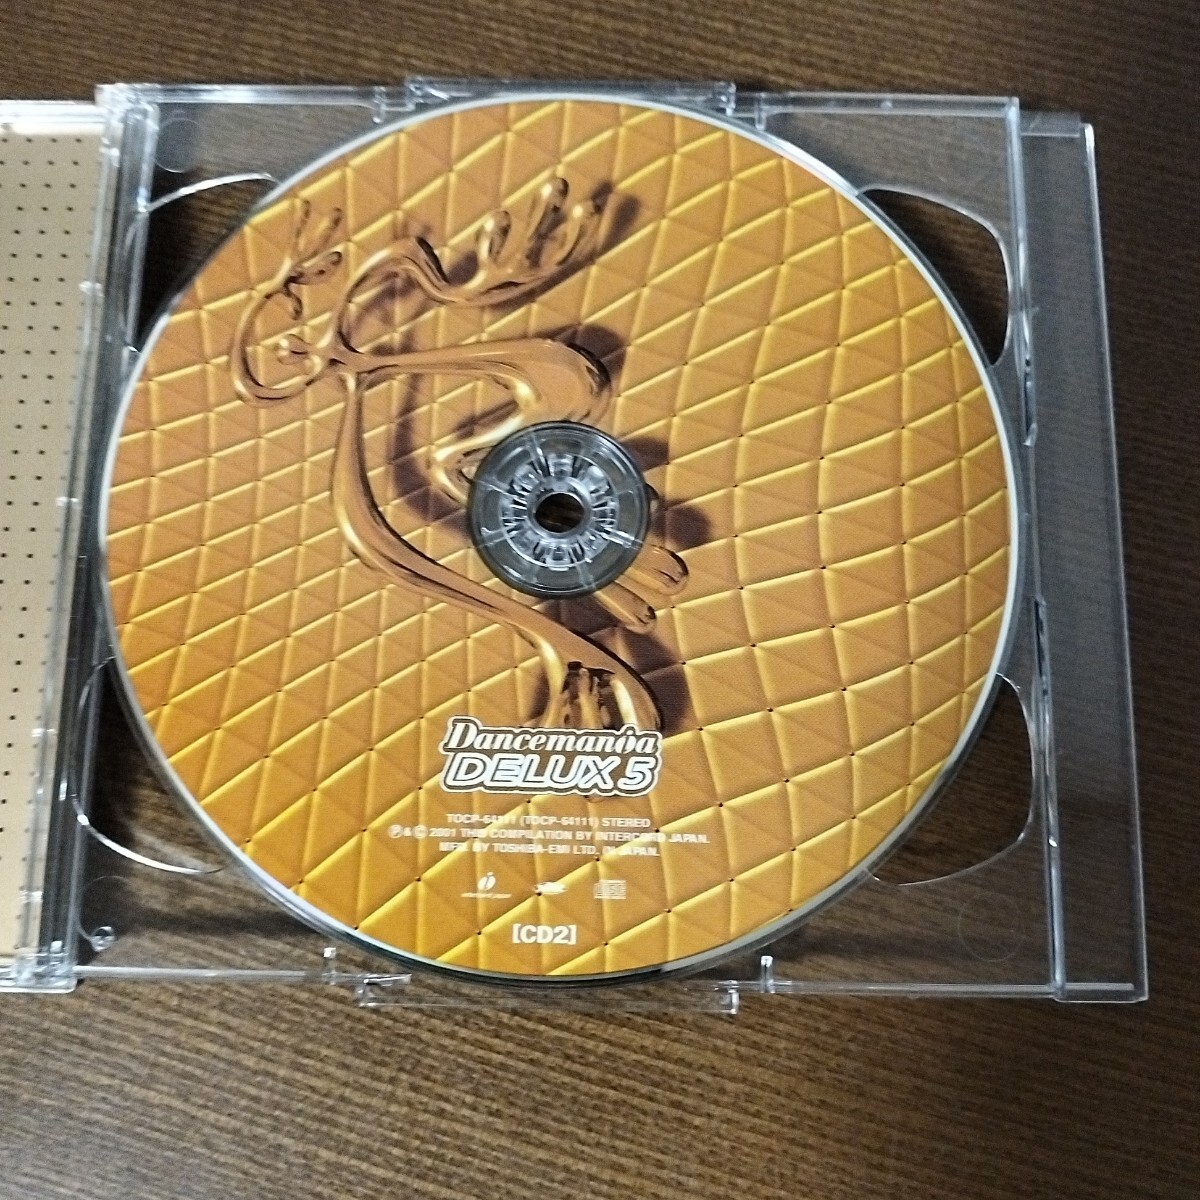 Dancemania
DELUX 5
TOCP-64111 (TOCP-64111) STEREO
℗ & © 2001 THIS COMPILATION BY INTERCORD JAPAN.
MFD. BY TOSHIBA-EMI LTD. IN JAPAN.
[CD2]